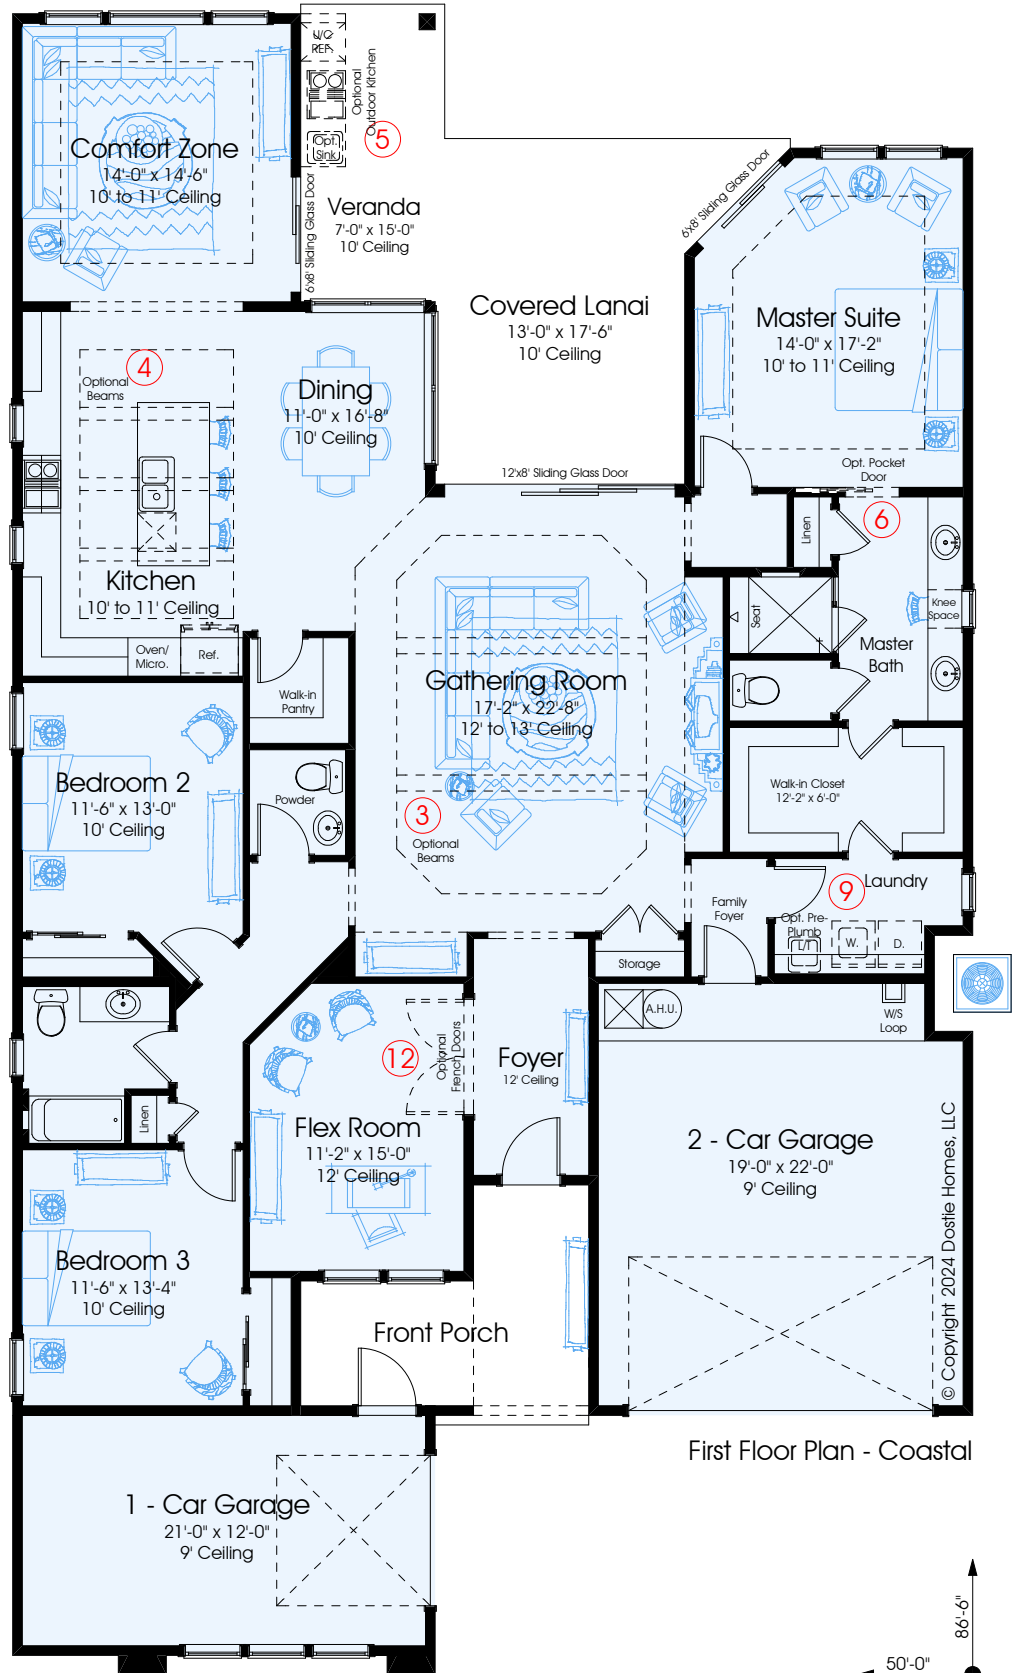 U/C
REF.
Optional
Outdoor Kitchen
5
Opt.
Sink
Comfort Zone
14'-0" x 14'-6"
10' to 11' Ceiling
6'x8' Sliding Glass Door
Veranda
7'-0" x 15'-0"
10' Ceiling
6'x8' Sliding Glass Door
Covered Lanai
13'-0" x 17'-6"
10' Ceiling
Master Suite
14'-0" x 17'-2"
10' to 11' Ceiling
4
Optional
Beams
Dining
11'-0" x 16'-8"
10' Ceiling
12'x8' Sliding Glass Door
Opt. Pocket
Door
6
Linen
Kitchen
10' to 11' Ceiling
Oven/
Micro.
Ref.
Seat
Knee
Space
Master
Bath
Walk-in
Pantry
Gathering Room
17'-2" x 22'-8"
12' to 13' Ceiling
3
Optional
Beams
Bedroom 2
11'-6" x 13'-0"
10' Ceiling
Powder
Walk-in Closet
12'-2" x 6'-0"
9
Laundry
Family
Foyer
Opt. Pre-
Plumb
L/T
W.
D.
Storage
A.H.U.
W/S
Loop
12
Optional
French Doors
Foyer
12' Ceiling
Linen
Flex Room
11'-2" x 15'-0"
12' Ceiling
2 - Car Garage
19'-0" x 22'-0"
9' Ceiling
© Copyright 2024 Dostie Homes, LLC
Bedroom 3
11'-6" x 13'-4"
10' Ceiling
Front Porch
First Floor Plan - Coastal
1 - Car Garage
21'-0" x 12'-0"
9' Ceiling
86'-6"
50'-0"